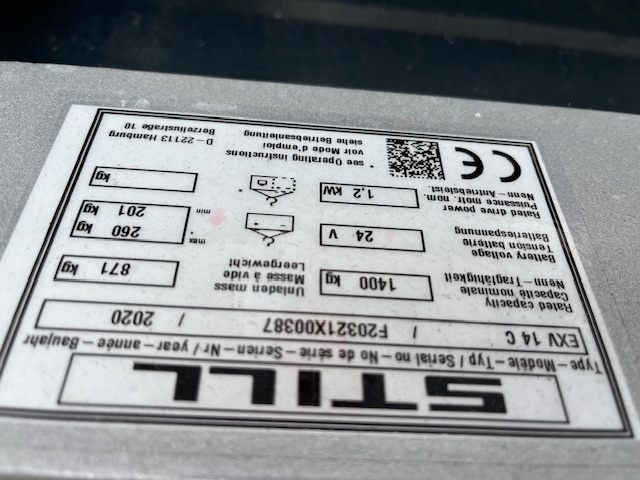 STILL
Type – Modèle – Typ / Serial no – No de série – Serien – Nr / year – année – Baujahr
EXV 14 C / F20321X00387 / 2020
Rated capacity
Capacité nominale
Nenn – Tragfähigkeit
1400 kg
Unladen mass
Masse à vide
Leergewicht
871 kg
Battery voltage
Tension batterie
Batteriespannung
24 V
* max
min
260 kg
201 kg
Rated drive power
Puissance motr. nom.
Nenn – Antriebsleist.
1,2 kW
kg
CE
* see Operating instructions
voir Mode d'emploi
siehe Betriebsanleitung
Berzeliusstraße 10
D – 22113 Hamburg